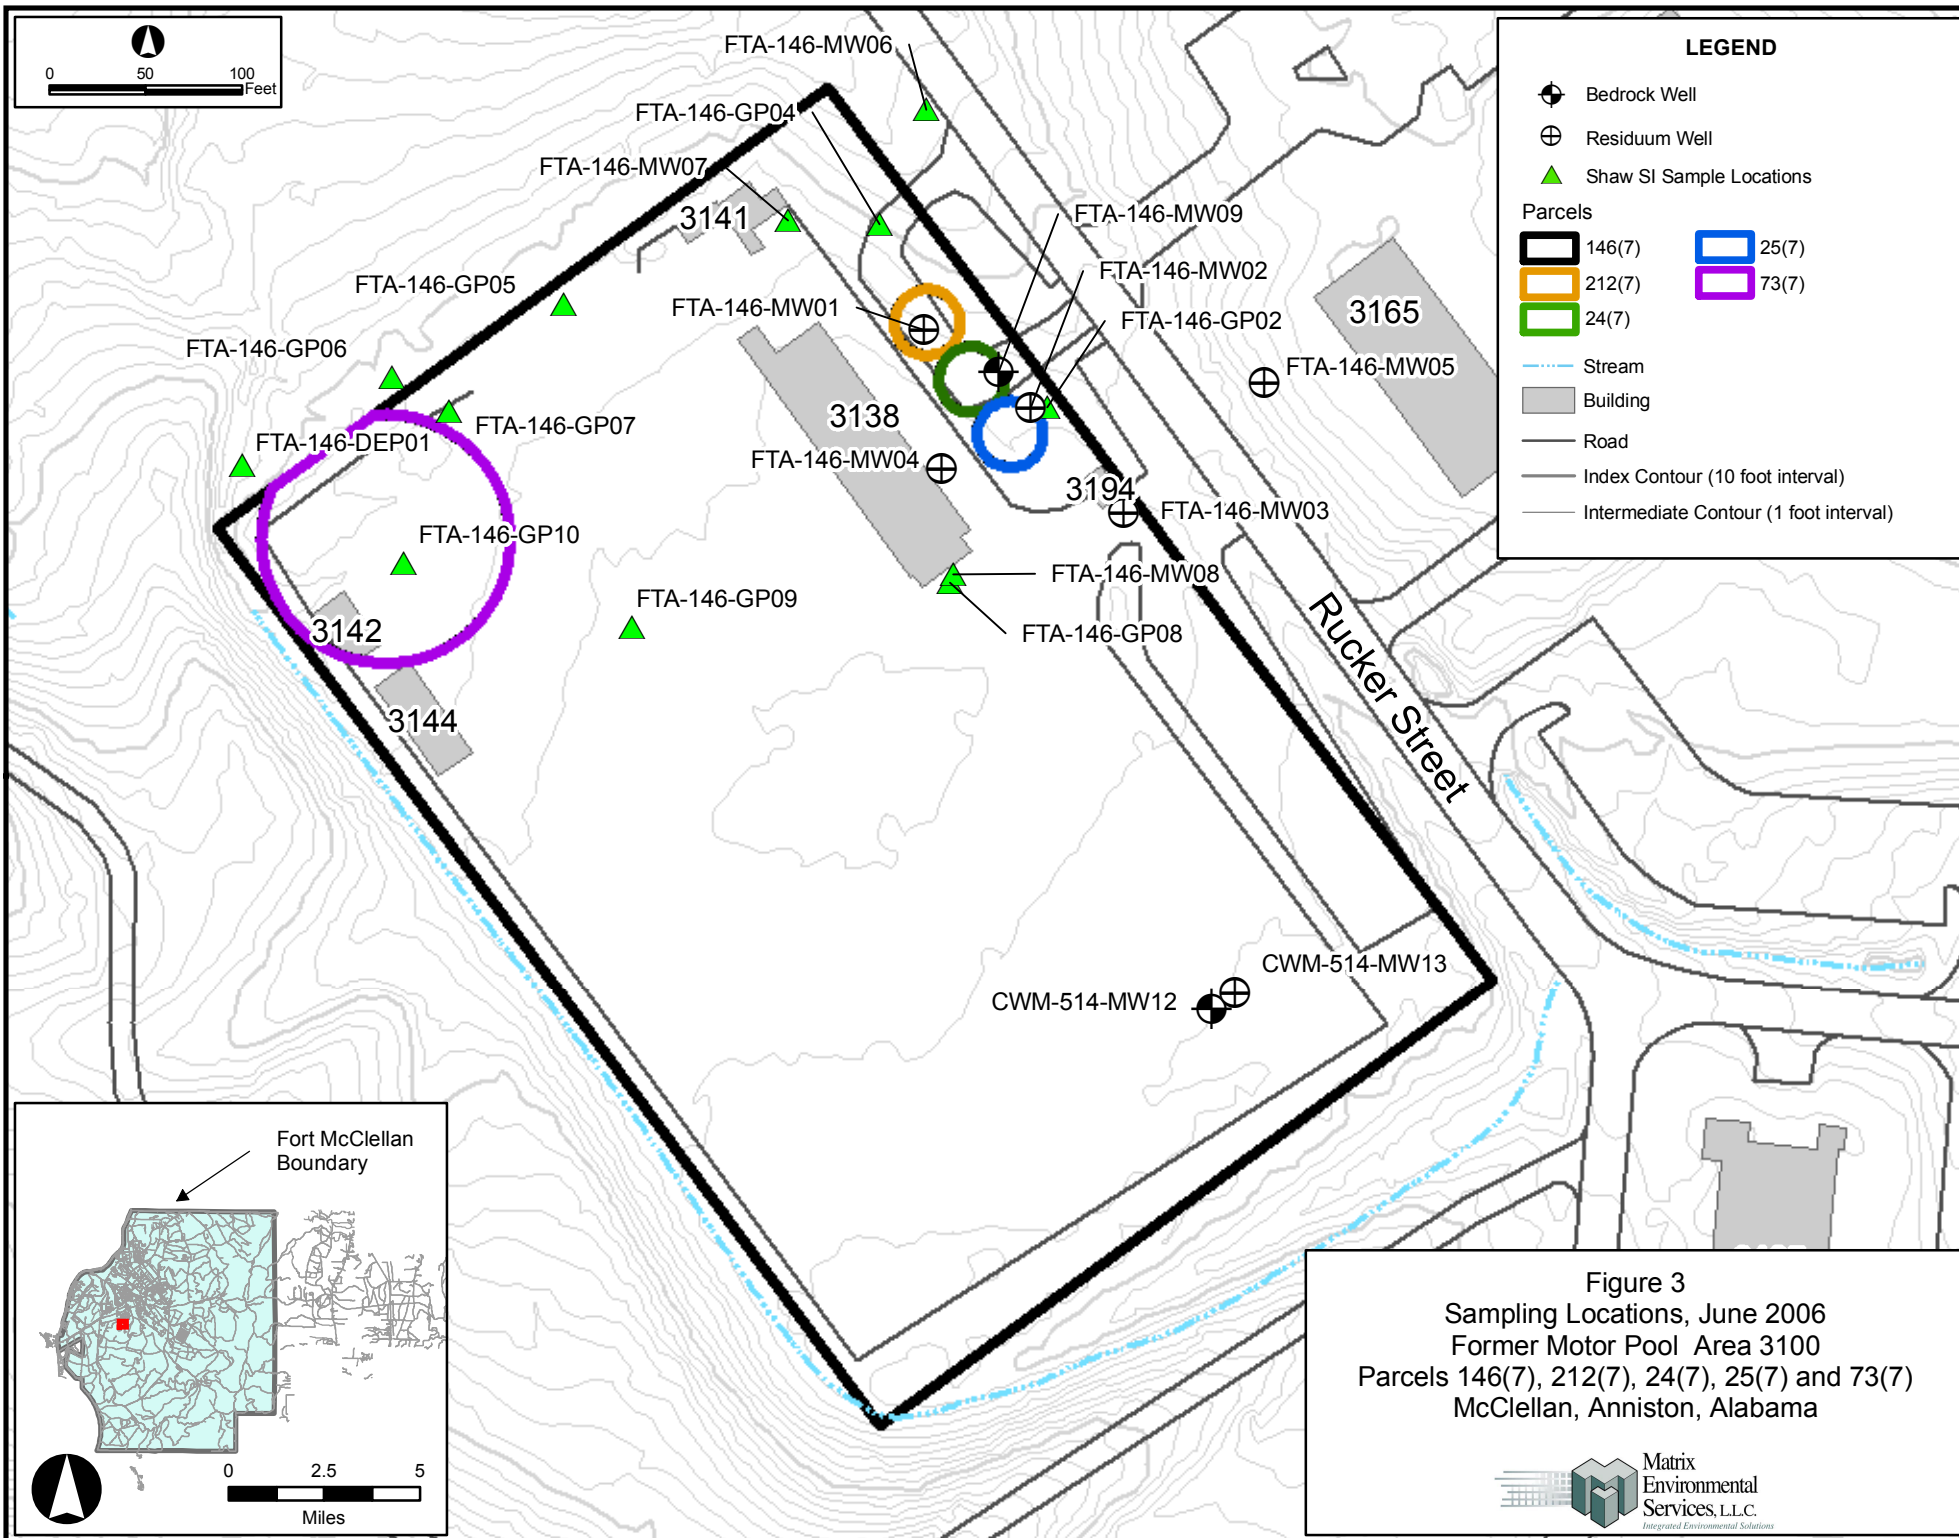 0 50 100
Feet
FTA-146-MW06
FTA-146-GP04
FTA-146-MW07
3141
FTA-146-MW09
FTA-146-GP05
FTA-146-MW02
FTA-146-MW01
FTA-146-GP02
3165
FTA-146-GP06
FTA-146-MW05
3138
FTA-146-GP07
FTA-146-DEP01
FTA-146-MW04
3194
FTA-146-MW03
FTA-146-GP10
FTA-146-MW08
FTA-146-GP09
FTA-146-GP08
3142
3144
Rucker Street
CWM-514-MW13
CWM-514-MW12
LEGEND
Bedrock Well
Residuum Well
Shaw SI Sample Locations
Parcels
146(7) 25(7)
212(7) 73(7)
24(7)
Stream
Building
Road
Index Contour (10 foot interval)
Intermediate Contour (1 foot interval)
Fort McClellan
Boundary
0 2.5 5
Miles
Figure 3
Sampling Locations, June 2006
Former Motor Pool Area 3100
Parcels 146(7), 212(7), 24(7), 25(7) and 73(7)
McClellan, Anniston, Alabama
Matrix
Environmental
Services, L.L.C.
Integrated Environmental Solutions